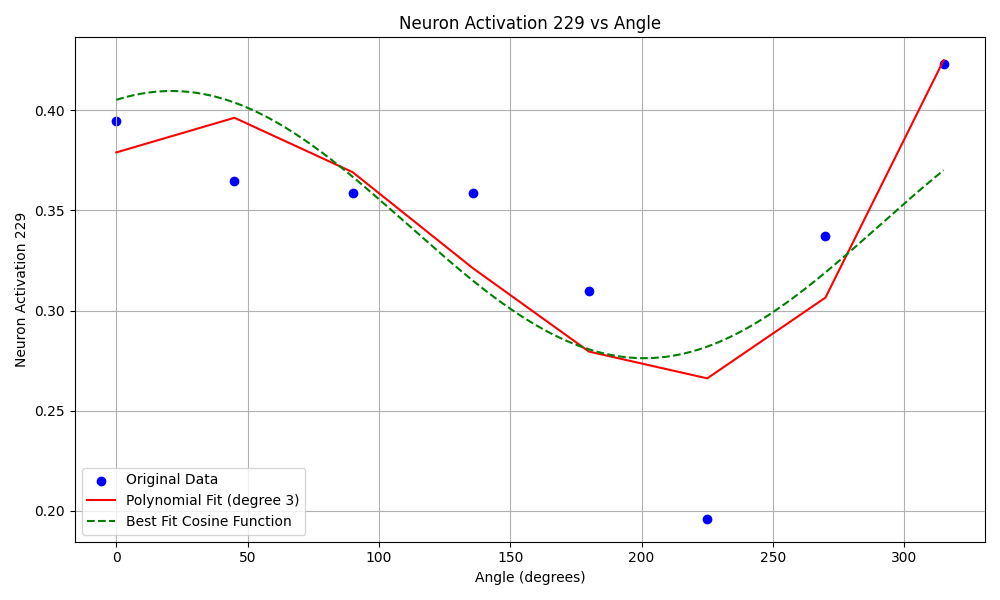 Neuron Activation 229 vs Angle
Neuron Activation 229
0.40
0.35
0.30
0.25
0.20
Original Data
Polynomial Fit (degree 3)
Best Fit Cosine Function
0
50
100
150
200
250
300
Angle (degrees)